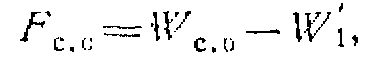 F_{c.o} = W_{c.o} - W'_1,